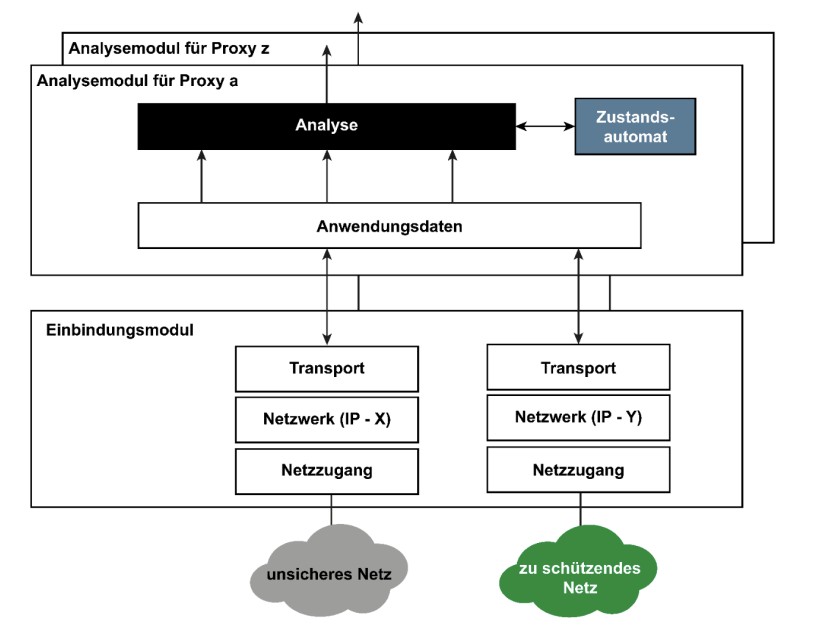 Analysemodul für Proxy z
Analysemodul für Proxy a
Analyse
Zustands-
automat
Anwendungsdaten
Einbindungsmodul
Transport
Transport
Netzwerk (IP - X)
Netzwerk (IP - Y)
Netzzugang
Netzzugang
unsicheres Netz
zu schützendes
Netz